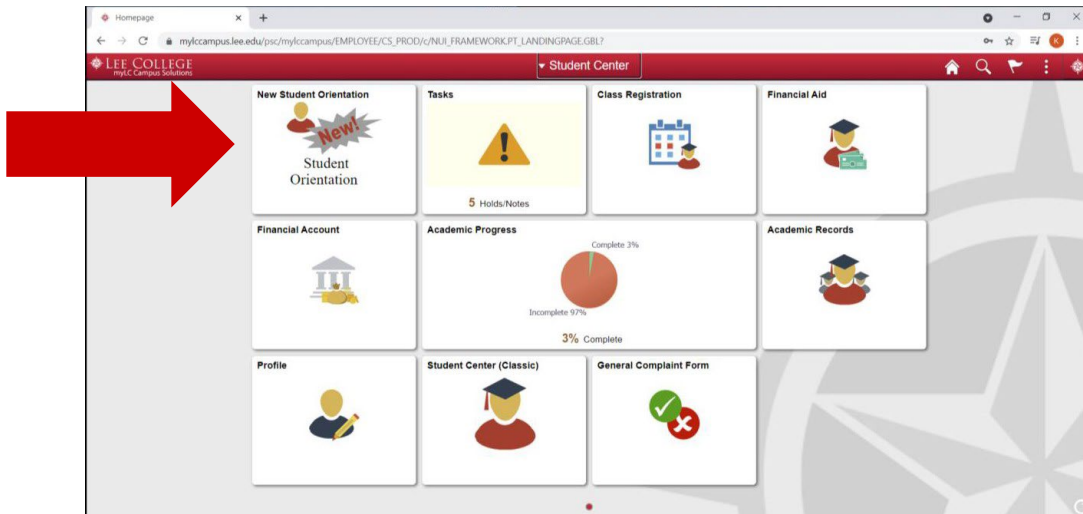 Homepage
mylccampus.lee.edu/psc/mylccampus/EMPLOYEE/CS_PROD/c/NUI_FRAMEWORK.PT_LANDINGPAGE.GBL?
K
LEE COLLEGE
myLC Campus Solutions
Student Center
New Student Orientation
New!
Student
Orientation
Tasks
5 Holds/Notes
Class Registration
Financial Aid
Financial Account
Academic Progress
Complete 3%
Incomplete 97%
3% Complete
Academic Records
Profile
Student Center (Classic)
General Complaint Form